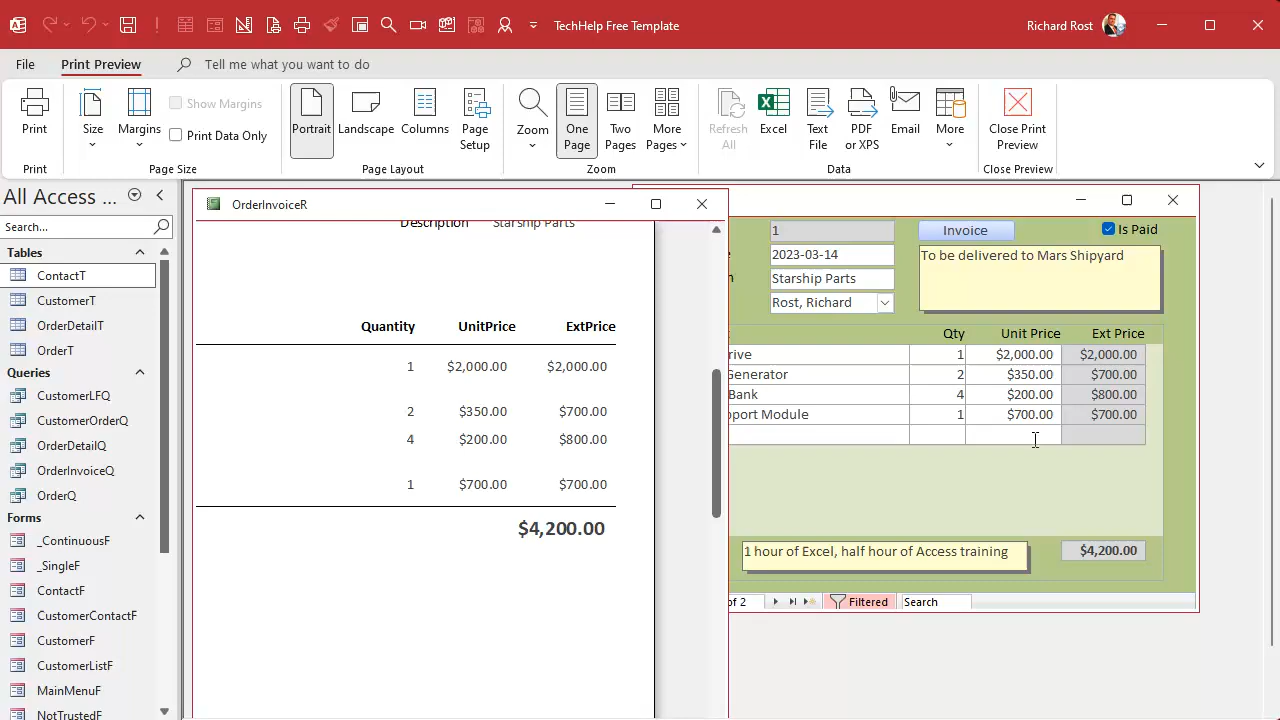 TechHelp Free Template
Richard Rost
File
Print Preview
Tell me what you want to do
Print
Size
Margins
Show Margins
Print Data Only
Portrait
Landscape
Columns
Page Setup
Zoom
One Page
Two Pages
More Pages
Refresh All
Excel
Text File
PDF or XPS
Email
More
Close Print Preview
Print
Page Size
Page Layout
Zoom
Data
Close Preview
All Access ...
Search...
Tables
ContactT
CustomerT
OrderDetailT
OrderT
Queries
CustomerLFQ
CustomerOrderQ
OrderDetailQ
OrderInvoiceQ
OrderQ
Forms
_ContinuousF
_SingleF
ContactF
CustomerContactF
CustomerF
CustomerListF
MainMenuF
NotTrustedF
OrderInvoiceR
Description Starship Parts
Quantity UnitPrice ExtPrice
1 $2,000.00 $2,000.00
2 $350.00 $700.00
4 $200.00 $800.00
1 $700.00 $700.00
$4,200.00
1
Invoice
Is Paid
2023-03-14
To be delivered to Mars Shipyard
Starship Parts
Rost, Richard
Qty Unit Price Ext Price
rive 1 $2,000.00 $2,000.00
Generator 2 $350.00 $700.00
Bank 4 $200.00 $800.00
pport Module 1 $700.00 $700.00
1 hour of Excel, half hour of Access training
$4,200.00
of 2
Filtered
Search